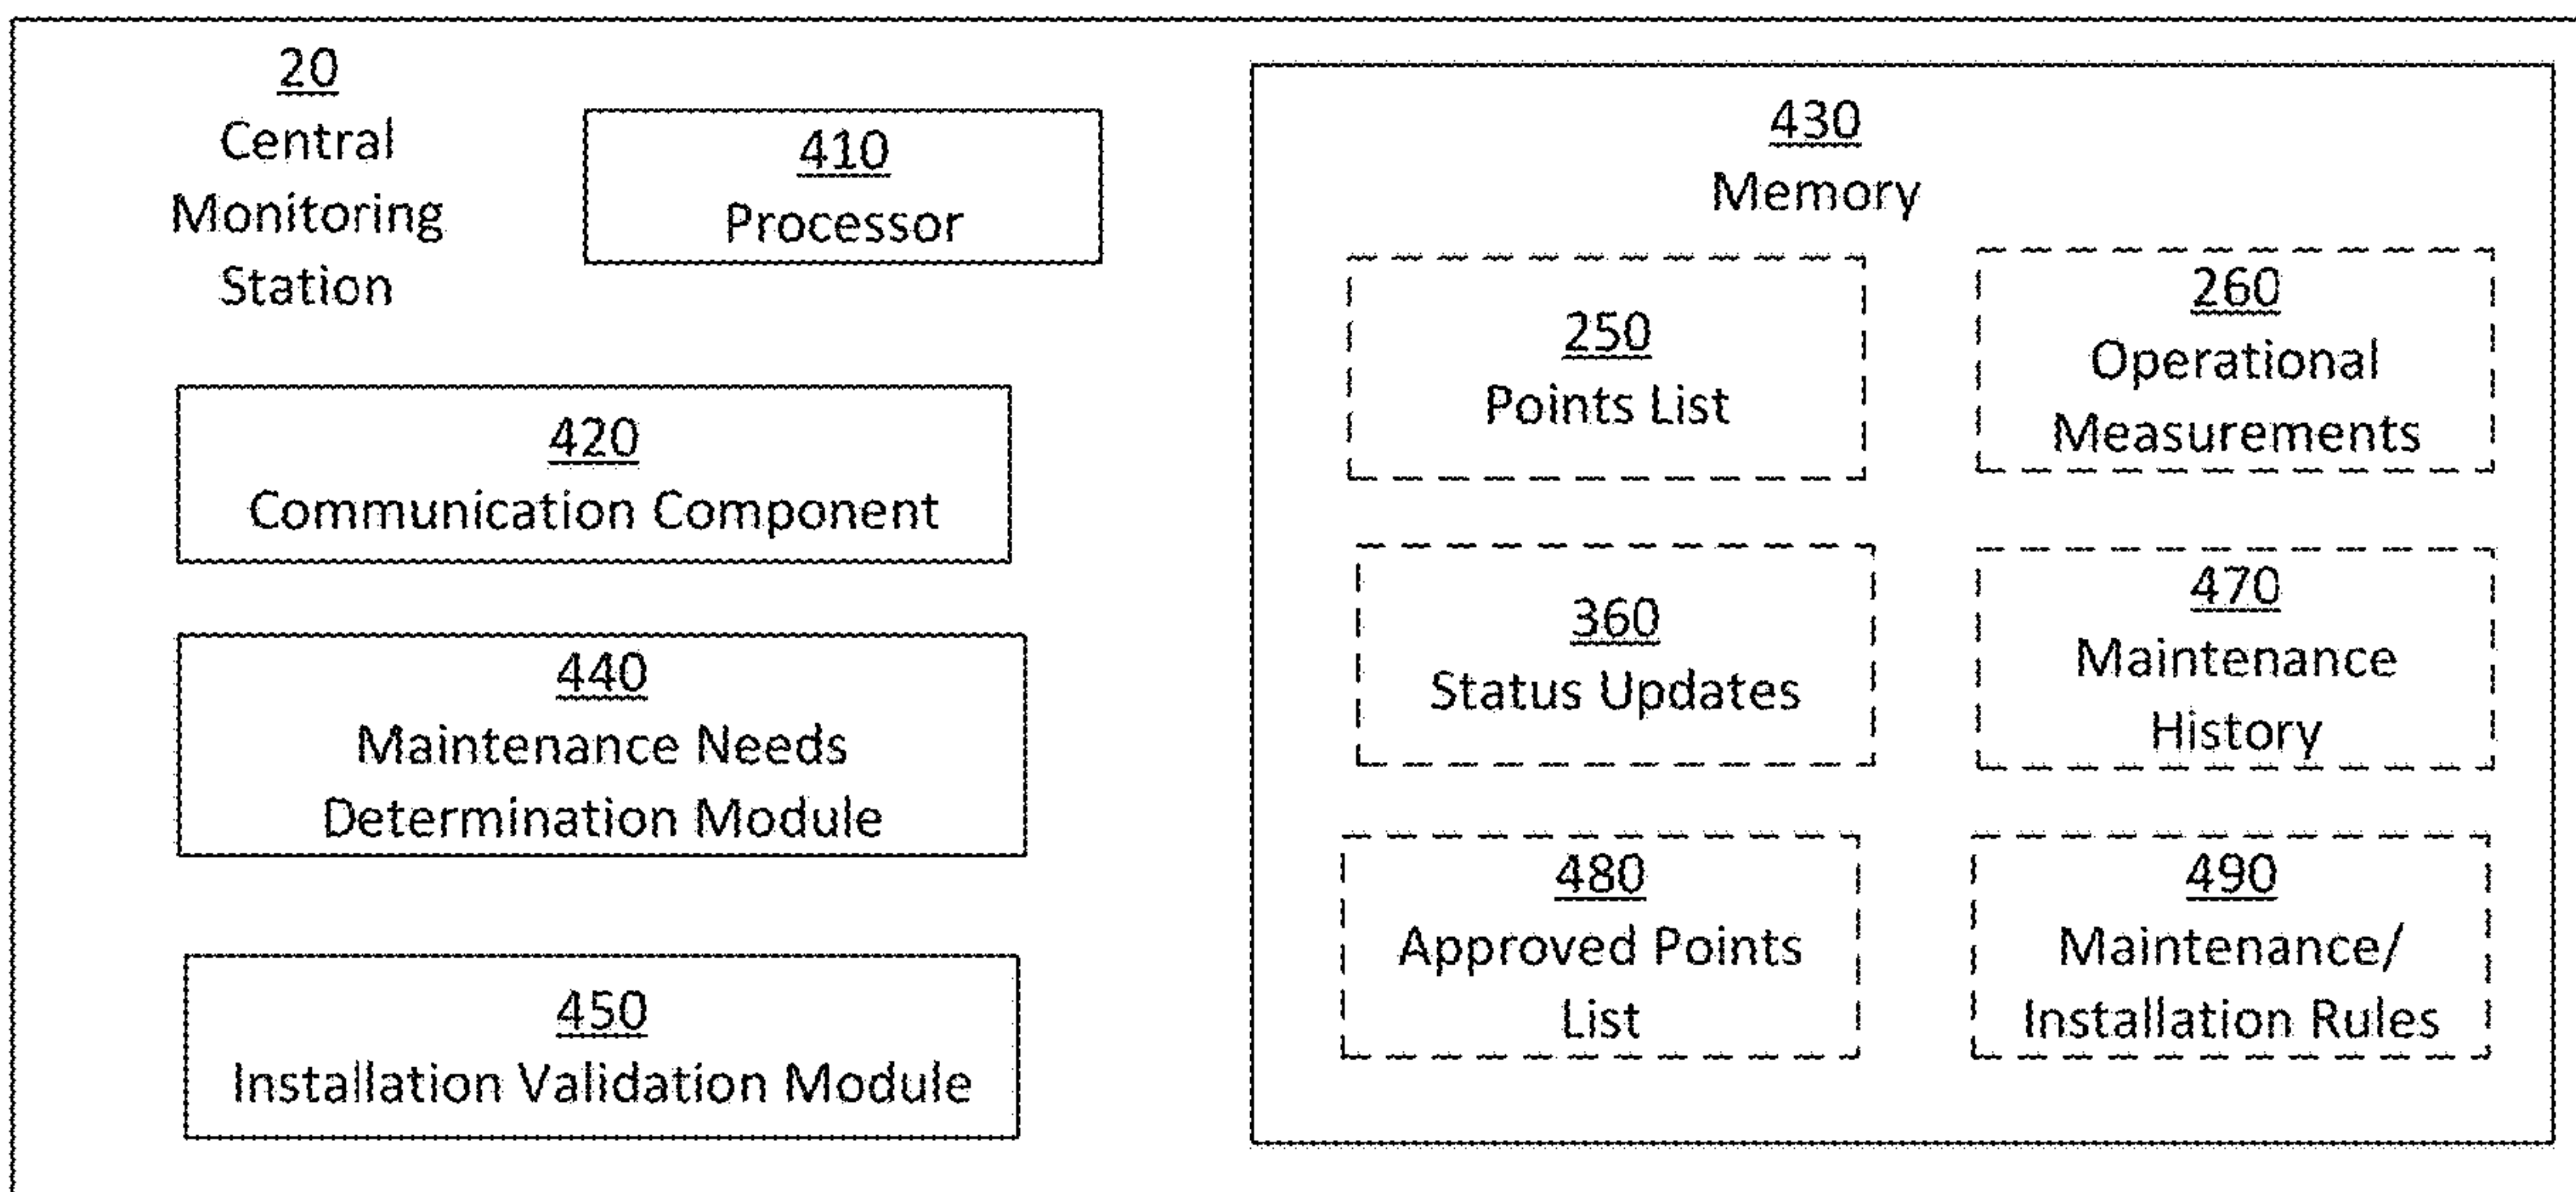 20
Central
Monitoring
Station
410
Processor
420
Communication Component
440
Maintenance Needs
Determination Module
450
Installation Validation Module
430
Memory
250
Points List
260
Operational
Measurements
360
Status Updates
470
Maintenance
History
480
Approved Points
List
490
Maintenance/
Installation Rules